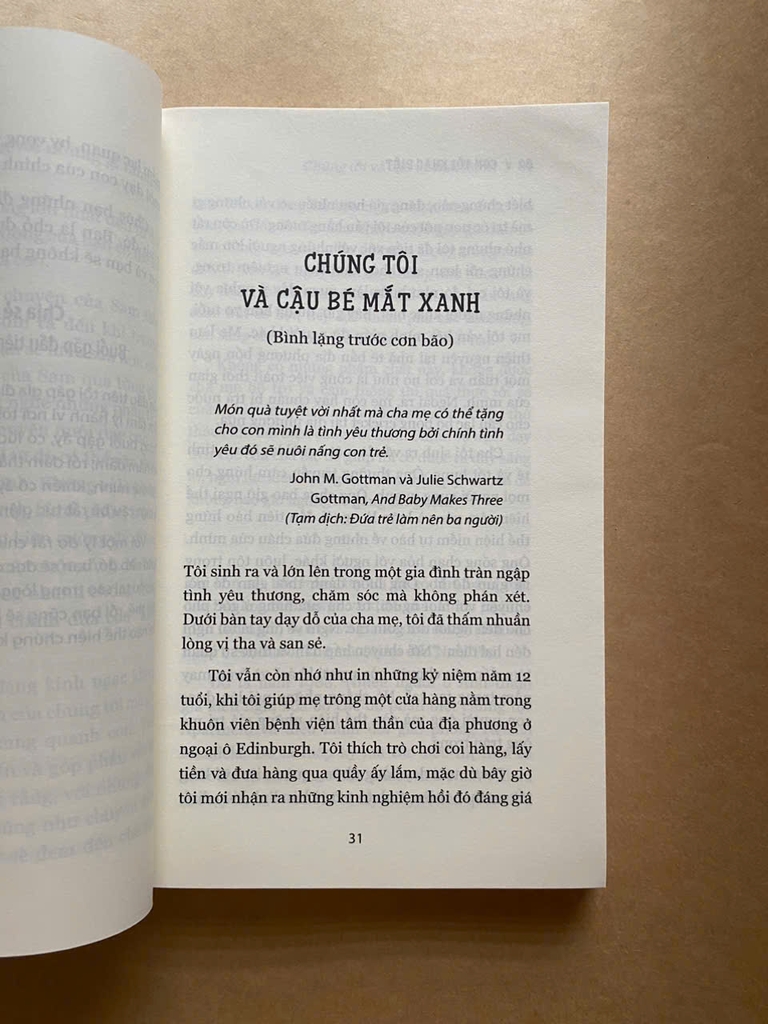 CHÚNG TÔI
VÀ CẬU BÉ MẮT XANH
(Bình lặng trước cơn bão)
Món quà tuyệt vời nhất mà cha mẹ có thể tặng
cho con mình là tình yêu thương bởi chính tình
yêu đó sẽ nuôi nấng con trẻ.
John M. Gottman và Julie Schwartz
Gottman, And Baby Makes Three
(Tạm dịch: Đứa trẻ làm nên ba người)
Tôi sinh ra và lớn lên trong một gia đình tràn ngập
tình yêu thương, chăm sóc mà không phán xét.
Dưới bàn tay dạy dỗ của cha mẹ, tôi đã thấm nhuần
lòng vị tha và san sẻ.
Tôi vẫn còn nhớ như in những kỷ niệm năm 12
tuổi, khi tôi giúp mẹ trông một cửa hàng nằm trong
khuôn viên bệnh viện tâm thần của địa phương ở
ngoại ô Edinburgh. Tôi thích trò chơi coi hàng, lấy
tiền và đưa hàng qua quầy ấy lắm, mặc dù bây giờ
tôi mới nhận ra những kinh nghiệm hồi đó đáng giá
31